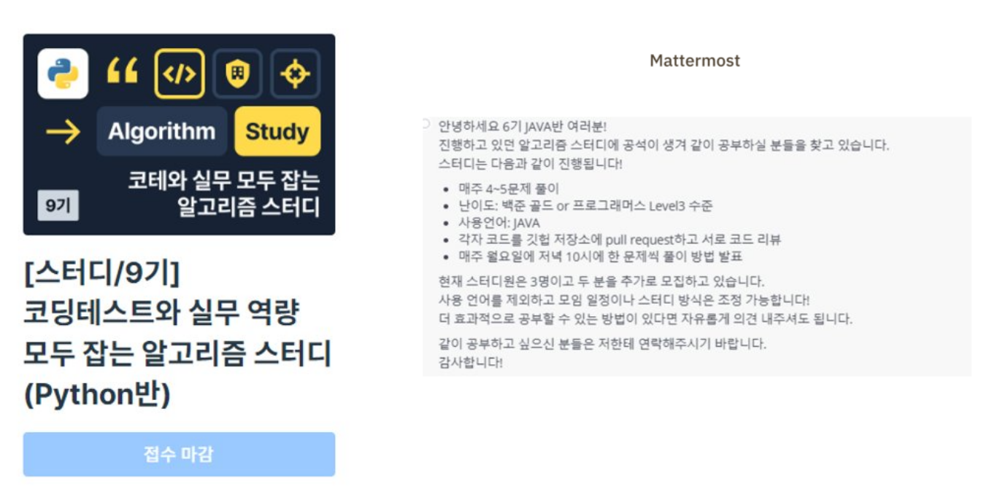 </>
Algorithm Study
코테와 실무 모두 잡는
알고리즘 스터디
9기
[스터디/9기]
코딩테스트와 실무 역량
모두 잡는 알고리즘 스터디
(Python반)
접수 마감
Mattermost
안녕하세요 6기 JAVA반 여러분!
진행하고 있던 알고리즘 스터디에 공석이 생겨 같이 공부하실 분들을 찾고 있습니다.
스터디는 다음과 같이 진행됩니다!
• 매주 4~5문제 풀이
• 난이도: 백준 골드 or 프로그래머스 Level3 수준
• 사용언어: JAVA
• 각자 코드를 깃헙 저장소에 pull request하고 서로 코드 리뷰
• 매주 월요일에 저녁 10시에 한 문제씩 풀이 방법 발표
현재 스터디원은 3명이고 두 분을 추가로 모집하고 있습니다.
사용 언어를 제외하고 모임 일정이나 스터디 방식은 조정 가능합니다!
더 효과적으로 공부할 수 있는 방법이 있다면 자유롭게 의견 내주셔도 됩니다.
같이 공부하고 싶으신 분들은 저한테 연락해주시기 바랍니다.
감사합니다!